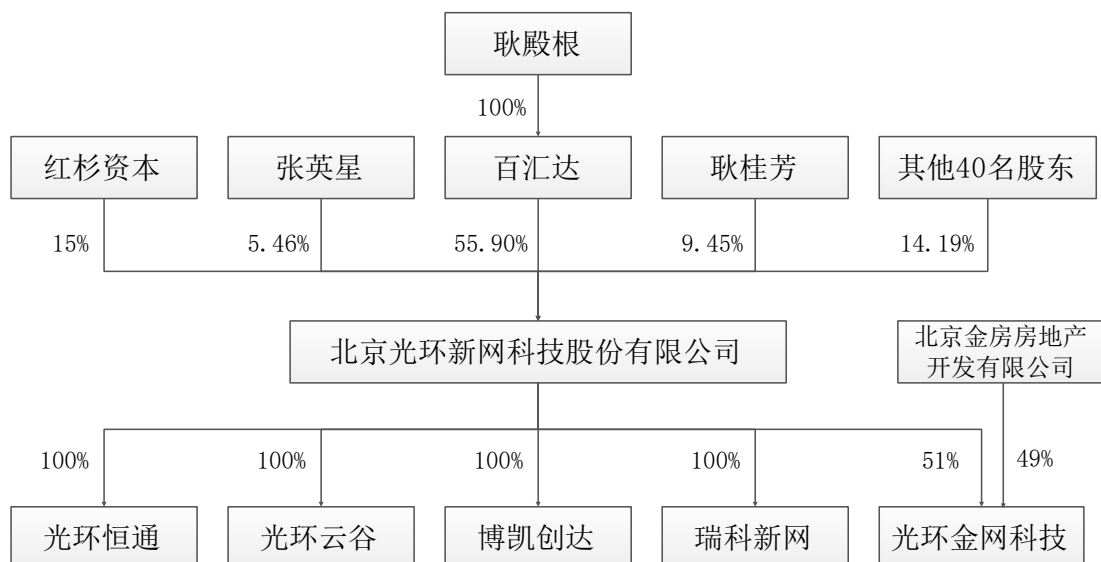 耿殿根
100%
红杉资本
张英星
百汇达
耿桂芳
其他40名股东
15%
5.46%
55.90%
9.45%
14.19%
北京光环新网科技股份有限公司
北京金房房地产
开发有限公司
100%
100%
100%
100%
51%
49%
光环恒通
光环云谷
博凯创达
瑞科新网
光环金网科技